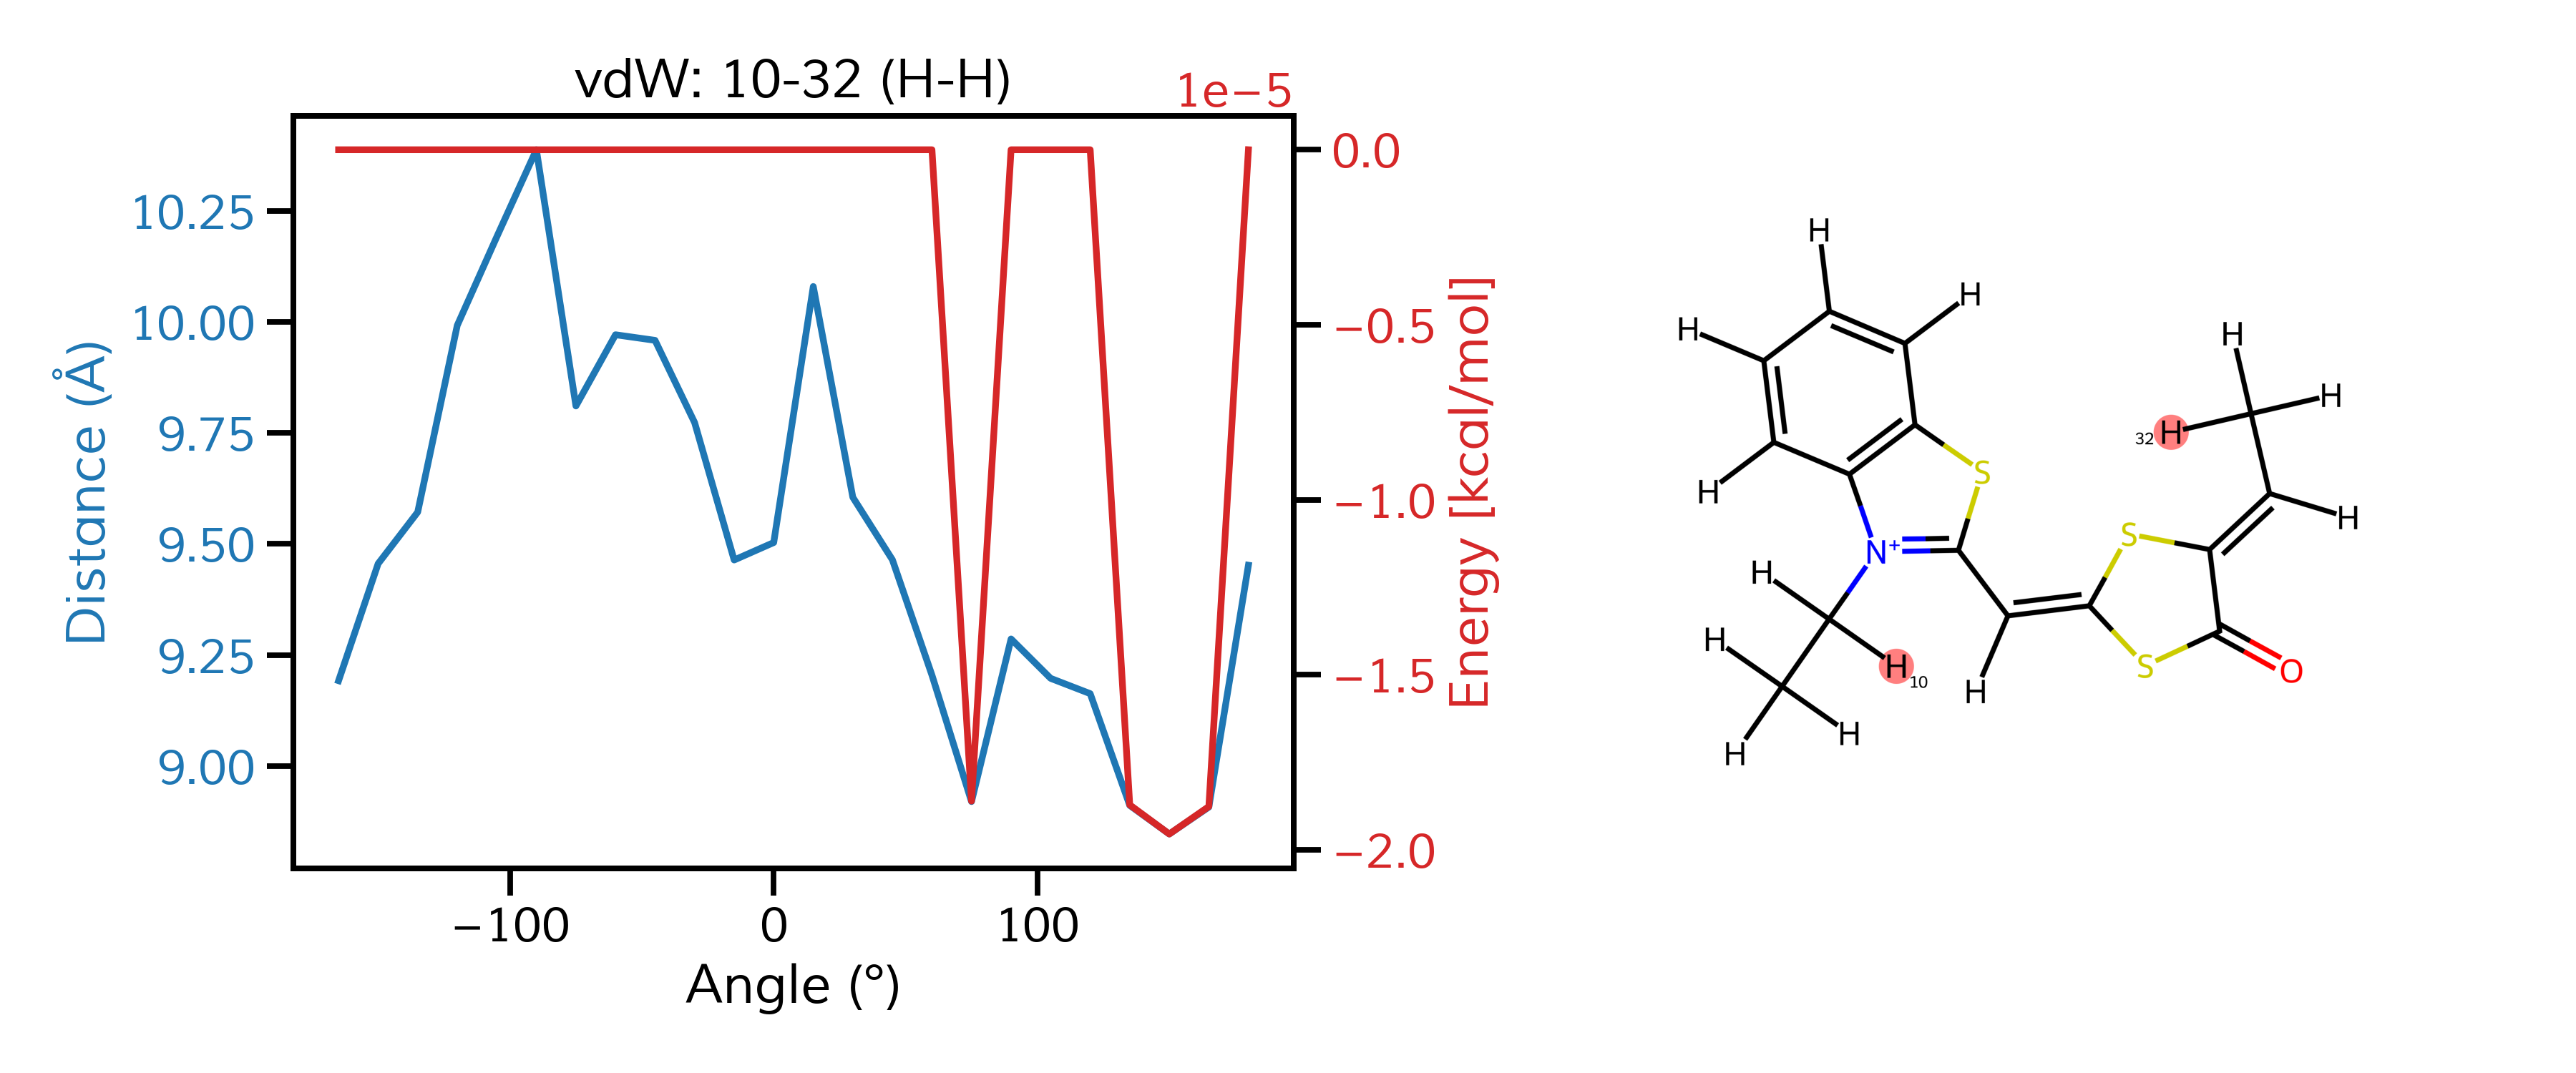 vdW: 10-32 (H-H)
1e−5
Distance (Å)
10.25
10.00
9.75
9.50
9.25
9.00
0.0
−0.5
−1.0
−1.5
−2.0
Energy [kcal/mol]
−100
0
100
Angle (°)
H
H
H
H
H
H
32 H
S
H
H
S
N+
H
H
H 10
S
O
H
H
H